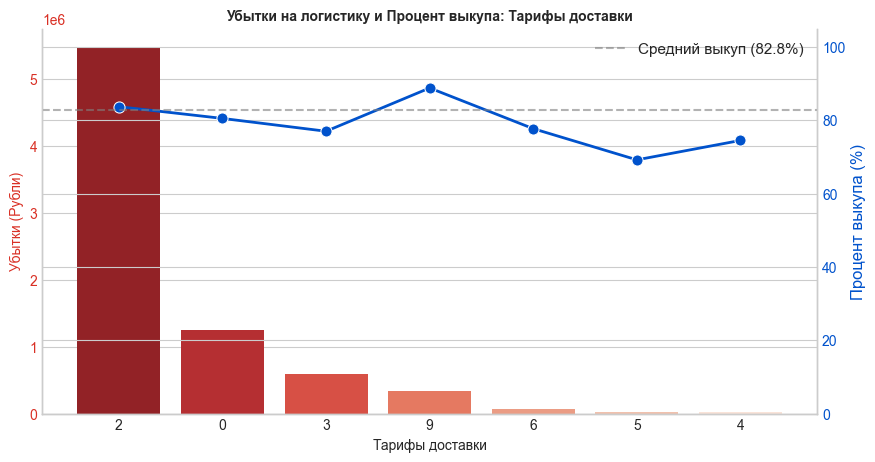 Убытки на логистику и Процент выкупа: Тарифы доставки
1e6
Средний выкуп (82.8%)
Убытки (Рубли)
5
4
3
2
1
0
Процент выкупа (%)
100
80
60
40
20
0
2 0 3 9 6 5 4
Тарифы доставки